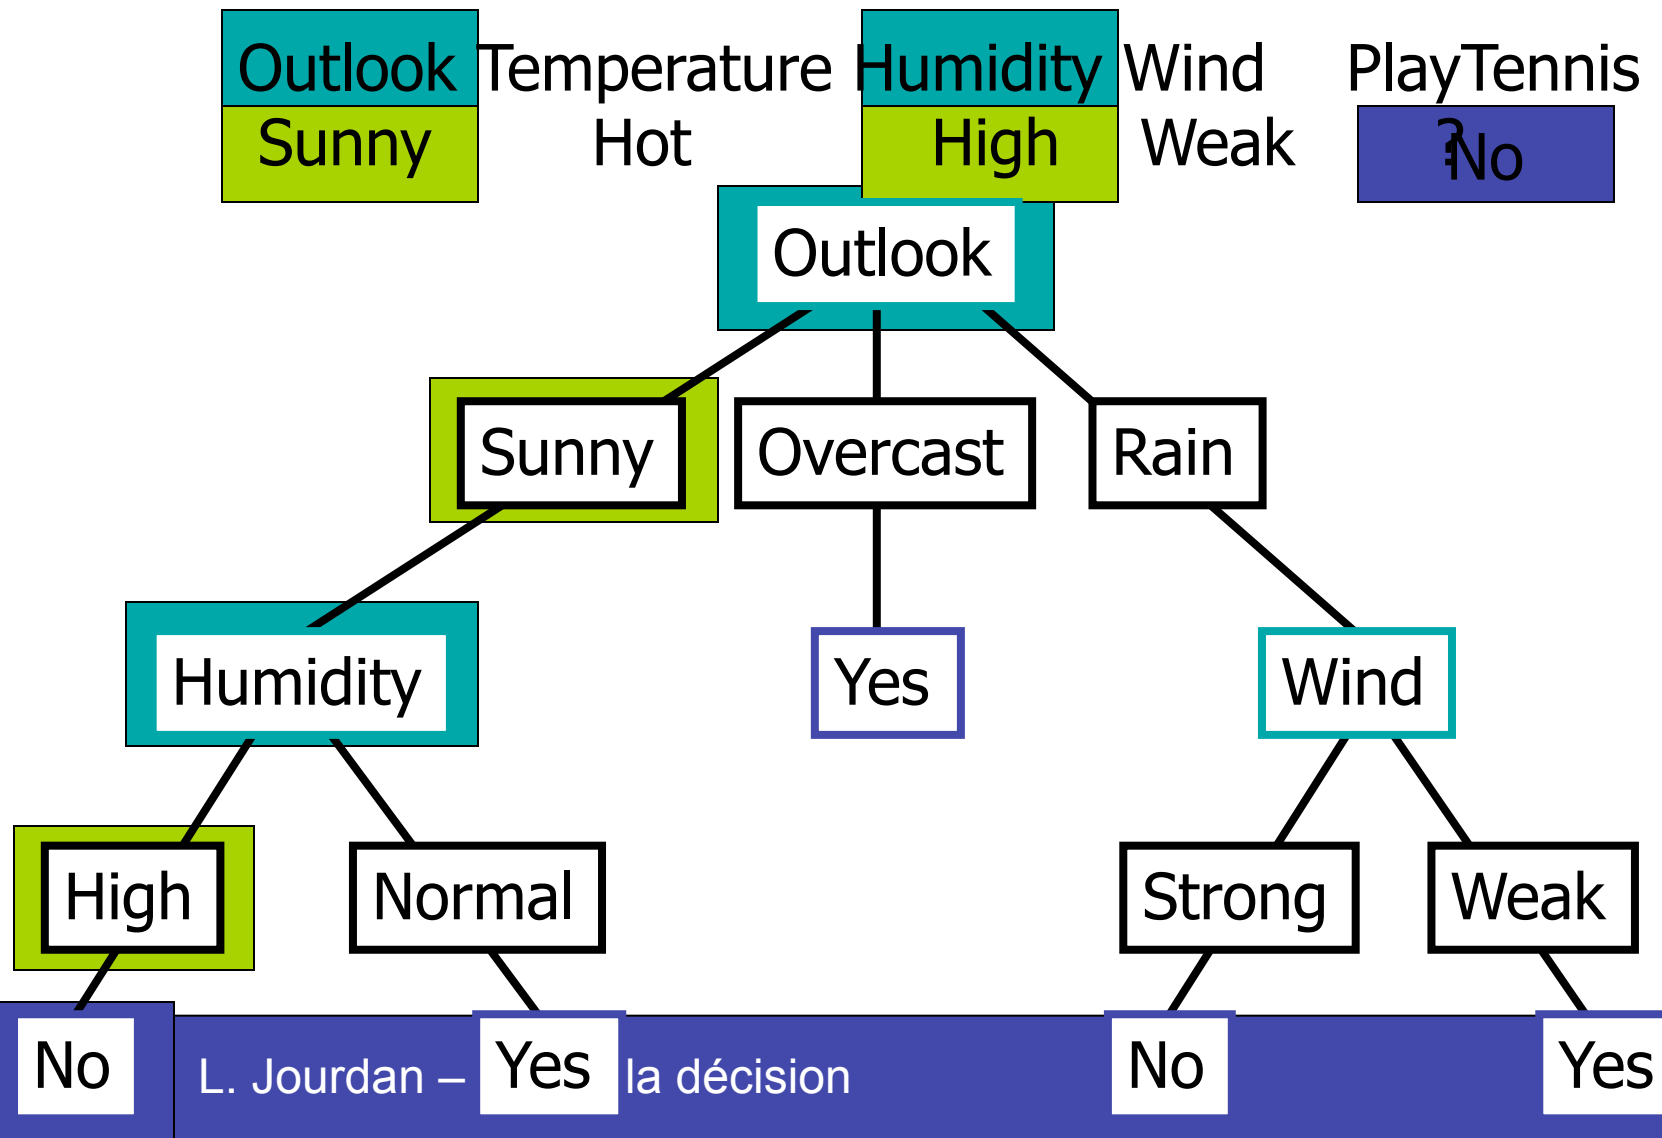 Outlook Temperature Humidity Wind PlayTennis
Sunny Hot High Weak ? No
Outlook
Sunny Overcast Rain
Humidity Yes Wind
High Normal Strong Weak
No Yes No Yes
L. Jourdan – la décision